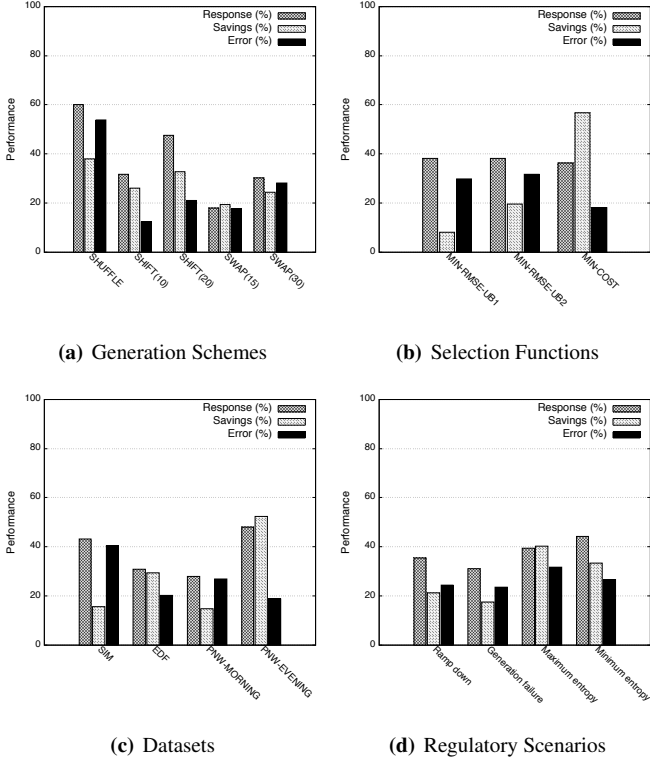 100
80
60
40
20
0
Performance
Response (%)
Savings (%)
Error (%)
SHUFFLE
SHIFT(10)
SHIFT(20)
SWAP(15)
SWAP(30)
(a) Generation Schemes
100
80
60
40
20
0
Performance
Response (%)
Savings (%)
Error (%)
MIN-RMSE-UB1
MIN-RMSE-UB2
MIN-COST
(b) Selection Functions
100
80
60
40
20
0
Performance
Response (%)
Savings (%)
Error (%)
SIM
EDF
PNW-MORNING
PNW-EVENING
(c) Datasets
100
80
60
40
20
0
Performance
Response (%)
Savings (%)
Error (%)
Ramp down
Generation failure
Maximum entropy
Minimum entropy
(d) Regulatory Scenarios